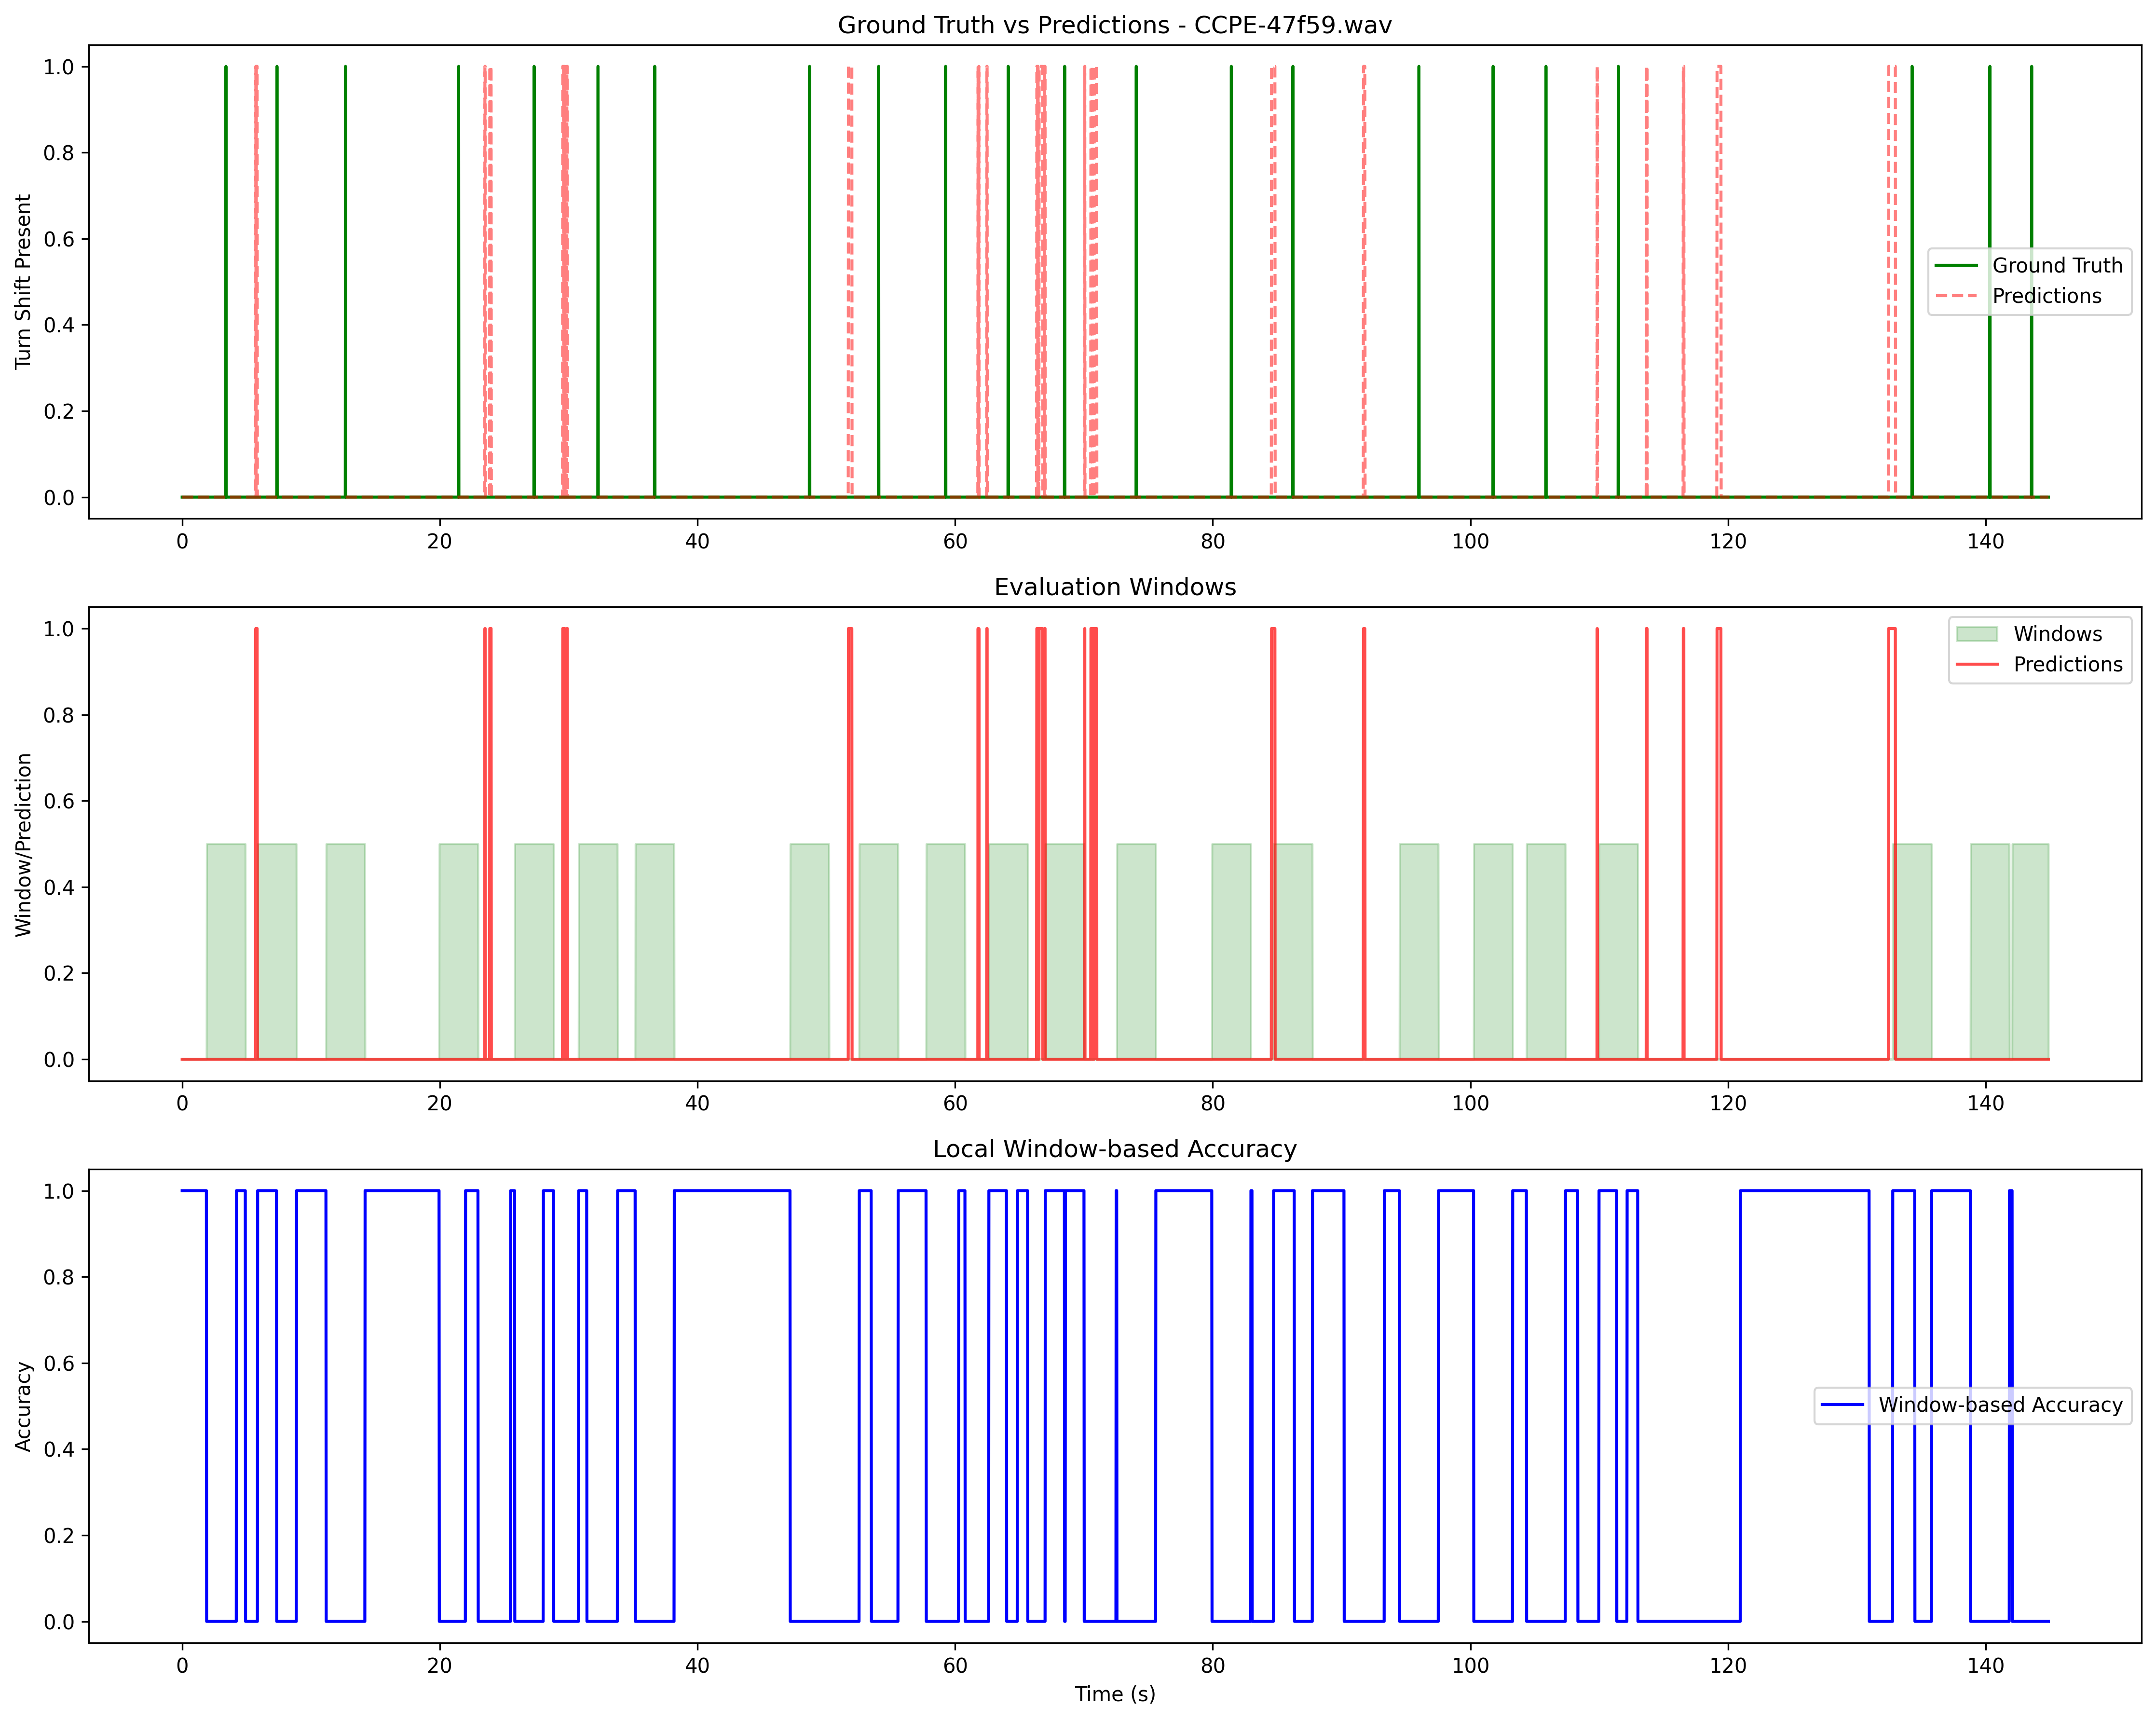 Ground Truth vs Predictions - CCPE-47f59.wav
Turn Shift Present
1.0
0.8
0.6
0.4
0.2
0.0
Ground Truth
Predictions
0 20 40 60 80 100 120 140
Evaluation Windows
Window/Prediction
1.0
0.8
0.6
0.4
0.2
0.0
Windows
Predictions
0 20 40 60 80 100 120 140
Local Window-based Accuracy
Accuracy
1.0
0.8
0.6
0.4
0.2
0.0
Window-based Accuracy
0 20 40 60 80 100 120 140
Time (s)